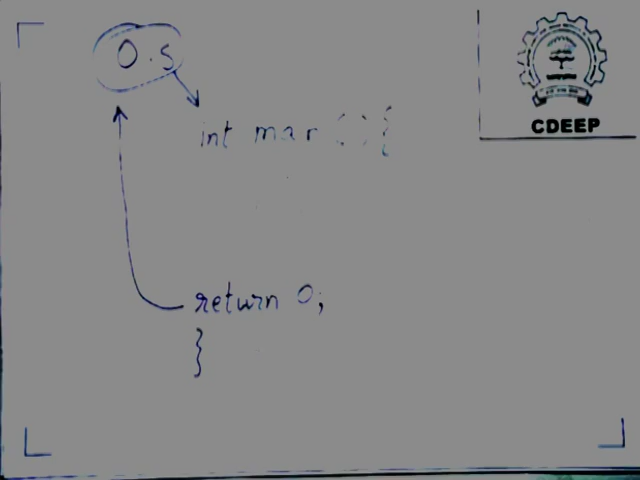 O.S
int mar () {
return 0;
}
CDEEP